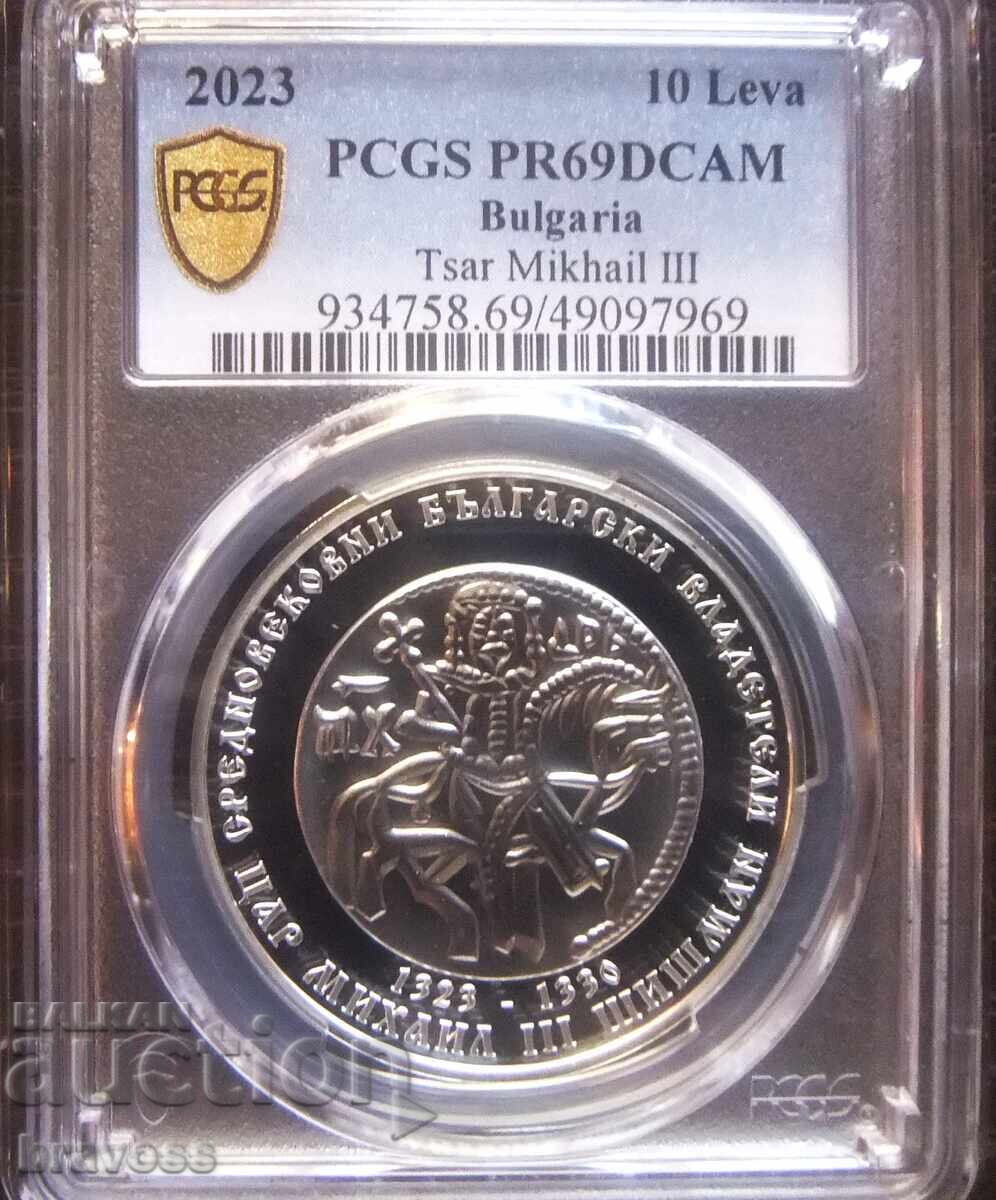 2023 10 Leva
PCGS
PCGS PR69DCAM
Bulgaria
Tsar Mikhail III
934758.69/49097969
СРЕДНОВЕКОВНИ БЪЛГАРСКИ ВЛАДЕТЕЛИ
ЦАР МИХАИЛ III ШИШМАН
1323 - 1330
BALKAN
auction
bravoss
PCGS